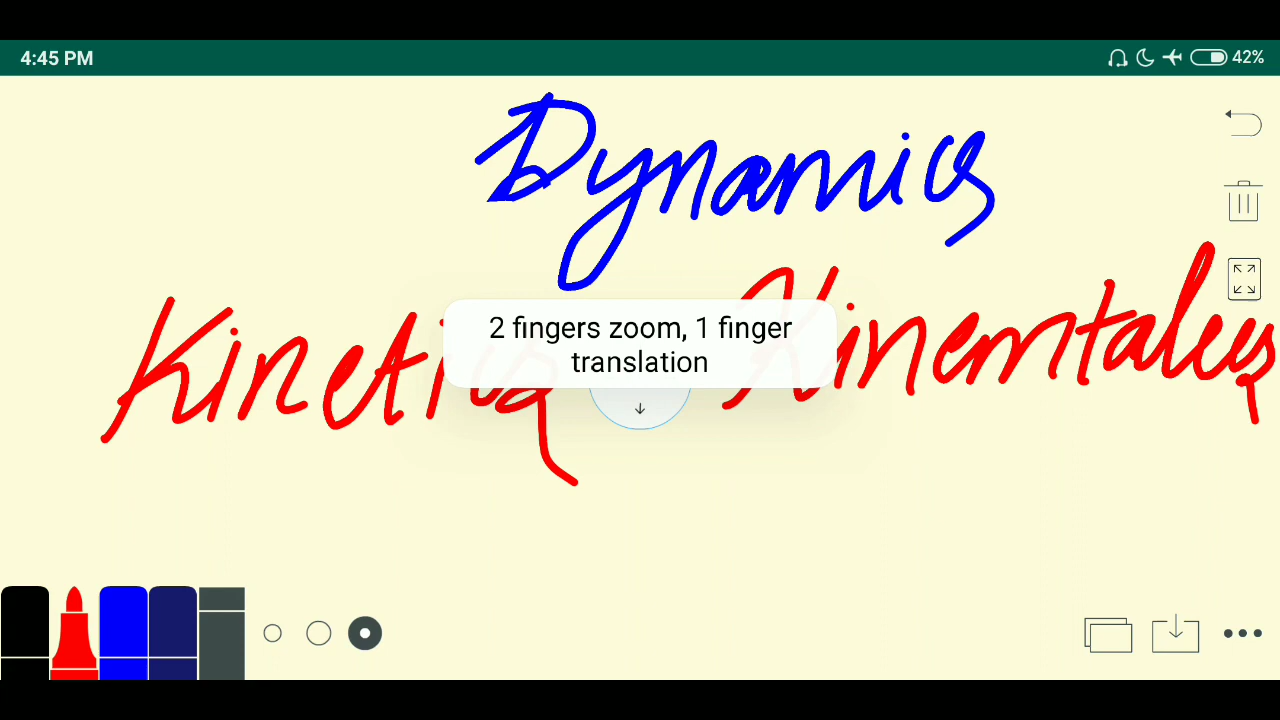 4:45 PM 42%
Dynamics
Kinetics
2 fingers zoom, 1 finger
translation